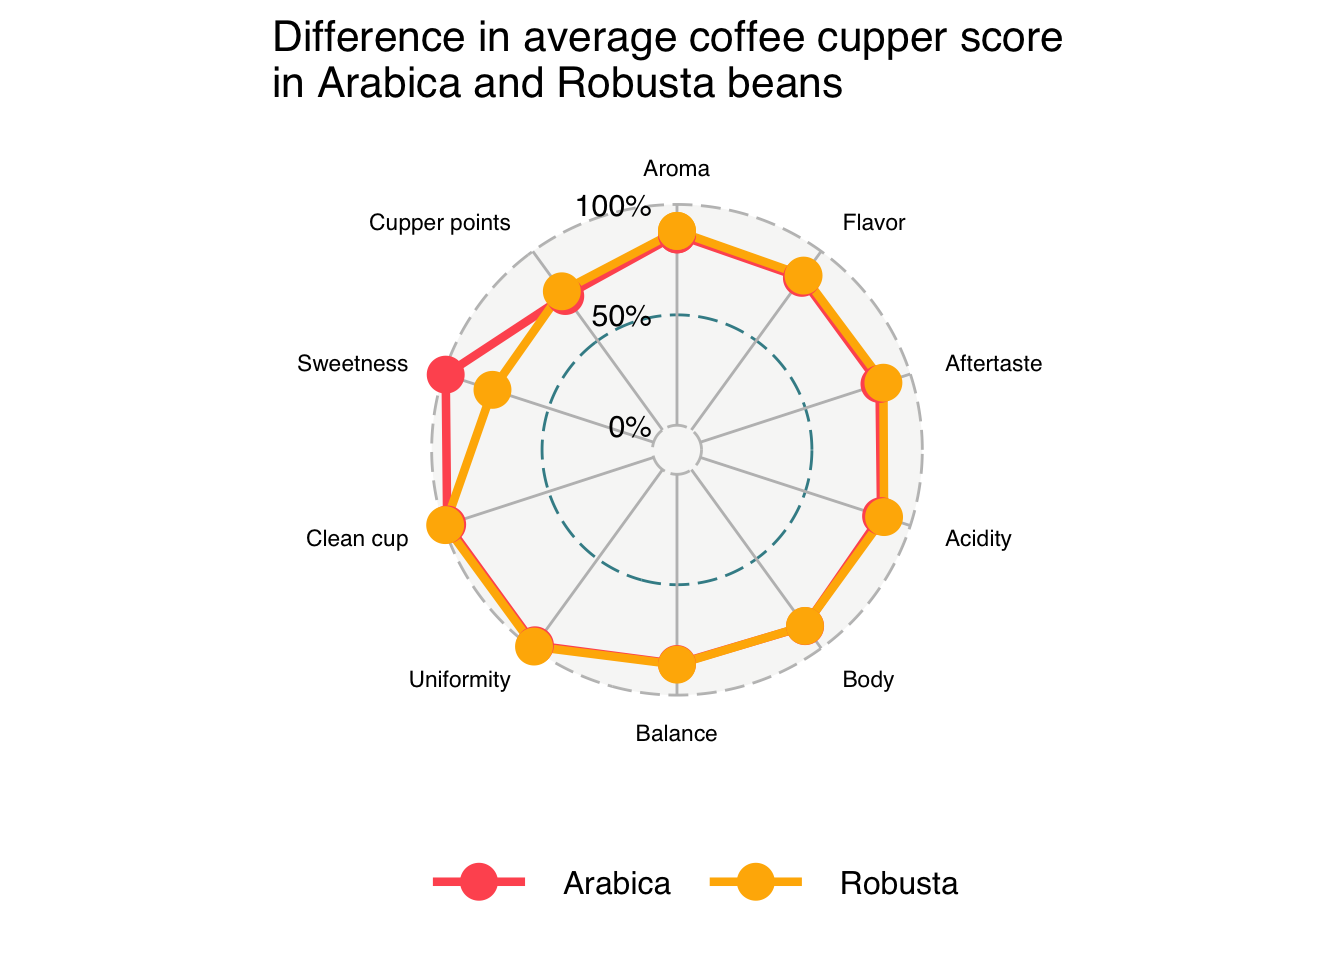 Difference in average coffee cupper score
in Arabica and Robusta beans
Aroma
100%
Cupper points
Flavor
50%
Sweetness
Aftertaste
0%
Clean cup
Acidity
Uniformity
Body
Balance
Arabica
Robusta